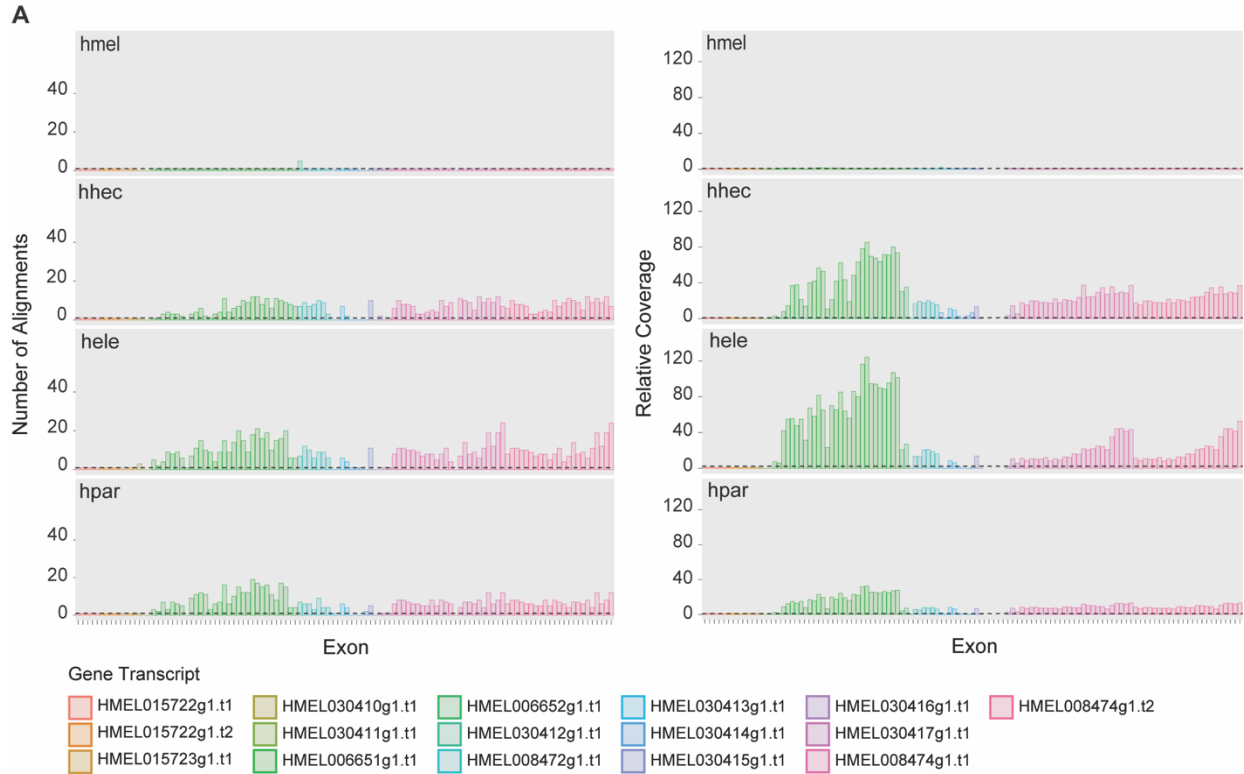 A
hmel
hmel
40
20
0
120
80
40
0
hhec
hhec
40
20
0
120
80
40
0
Number of Alignments
Relative Coverage
hele
hele
40
20
0
120
80
40
0
hpar
hpar
40
20
0
120
80
40
0
Exon
Exon
Gene Transcript
HMEL015722g1.t1
HMEL030410g1.t1
HMEL006652g1.t1
HMEL030413g1.t1
HMEL030416g1.t1
HMEL008474g1.t2
HMEL015722g1.t2
HMEL030411g1.t1
HMEL030412g1.t1
HMEL030414g1.t1
HMEL030417g1.t1
HMEL015723g1.t1
HMEL006651g1.t1
HMEL008472g1.t1
HMEL030415g1.t1
HMEL008474g1.t1